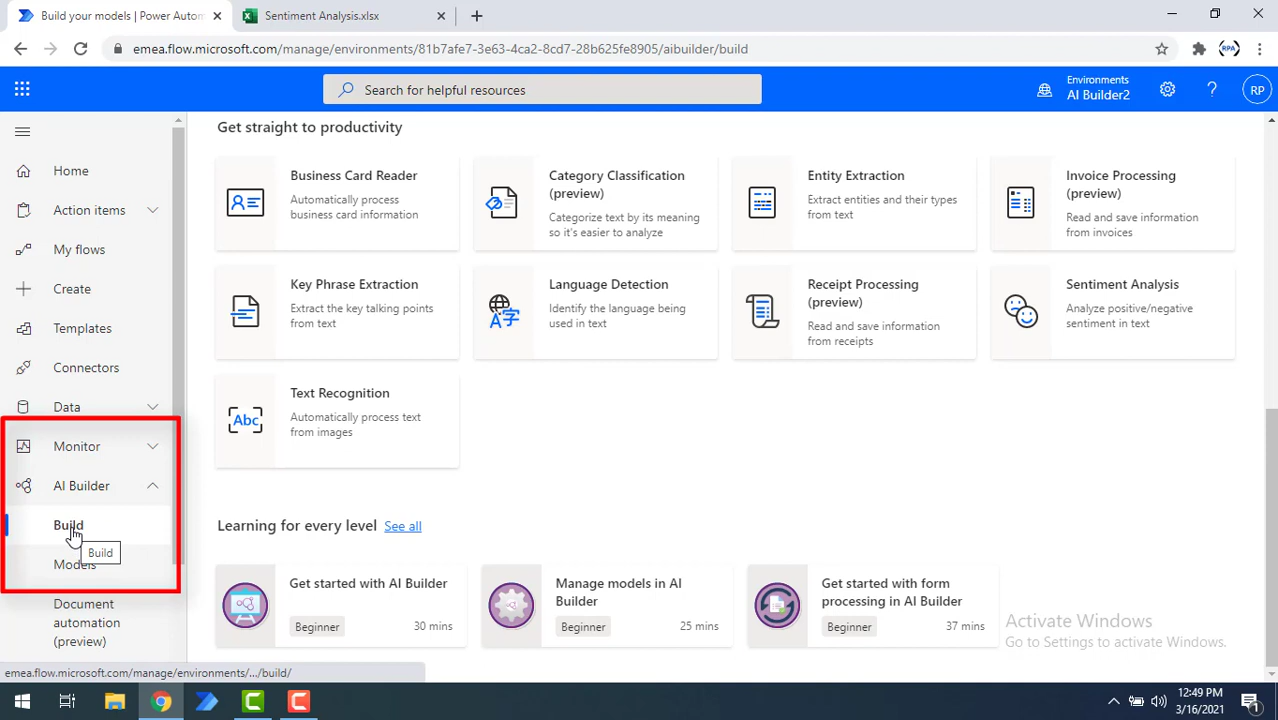 Build your models | Power Autom
Sentiment Analysis.xlsx
emea.flow.microsoft.com/manage/environments/81b7afe7-3e63-4ca2-8cd7-28b625fe8905/aibuilder/build
RPA
Search for helpful resources
Environments
AI Builder2
RP
Home
Action items
My flows
Create
Templates
Connectors
Data
Monitor
AI Builder
Build
Build
Models
Document
automation
(preview)
Get straight to productivity
Business Card Reader
Automatically process
business card information
Category Classification
(preview)
Categorize text by its meaning
so it's easier to analyze
Entity Extraction
Extract entities and their types
from text
Invoice Processing
(preview)
Read and save information
from invoices
Key Phrase Extraction
Extract the key talking points
from text
Language Detection
Identify the language being
used in text
Receipt Processing
(preview)
Read and save information
from receipts
Sentiment Analysis
Analyze positive/negative
sentiment in text
Abc
Text Recognition
Automatically process text
from images
Learning for every level See all
Get started with AI Builder
Beginner 30 mins
Manage models in AI
Builder
Beginner 25 mins
Get started with form
processing in AI Builder
Beginner 37 mins
Activate Windows
Go to Settings to activate Windows.
emea.flow.microsoft.com/manage/environments/.../build/
12:49 PM
3/16/2021
1